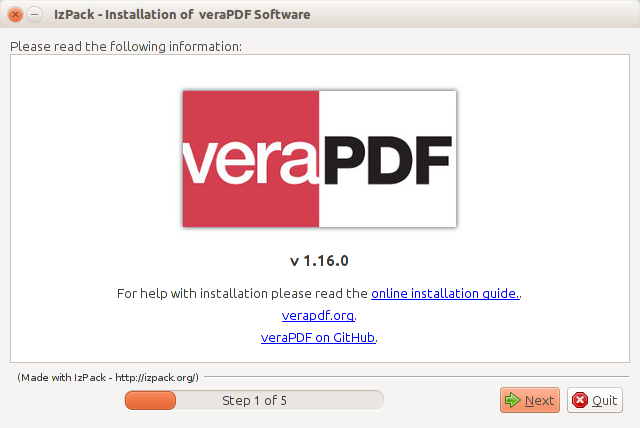 IzPack - Installation of veraPDF Software
Please read the following information:
veraPDF
v 1.16.0
For help with installation please read the online installation guide..
verapdf.org.
veraPDF on GitHub.
(Made with IzPack - http://izpack.org/)
Step 1 of 5
Next
Quit